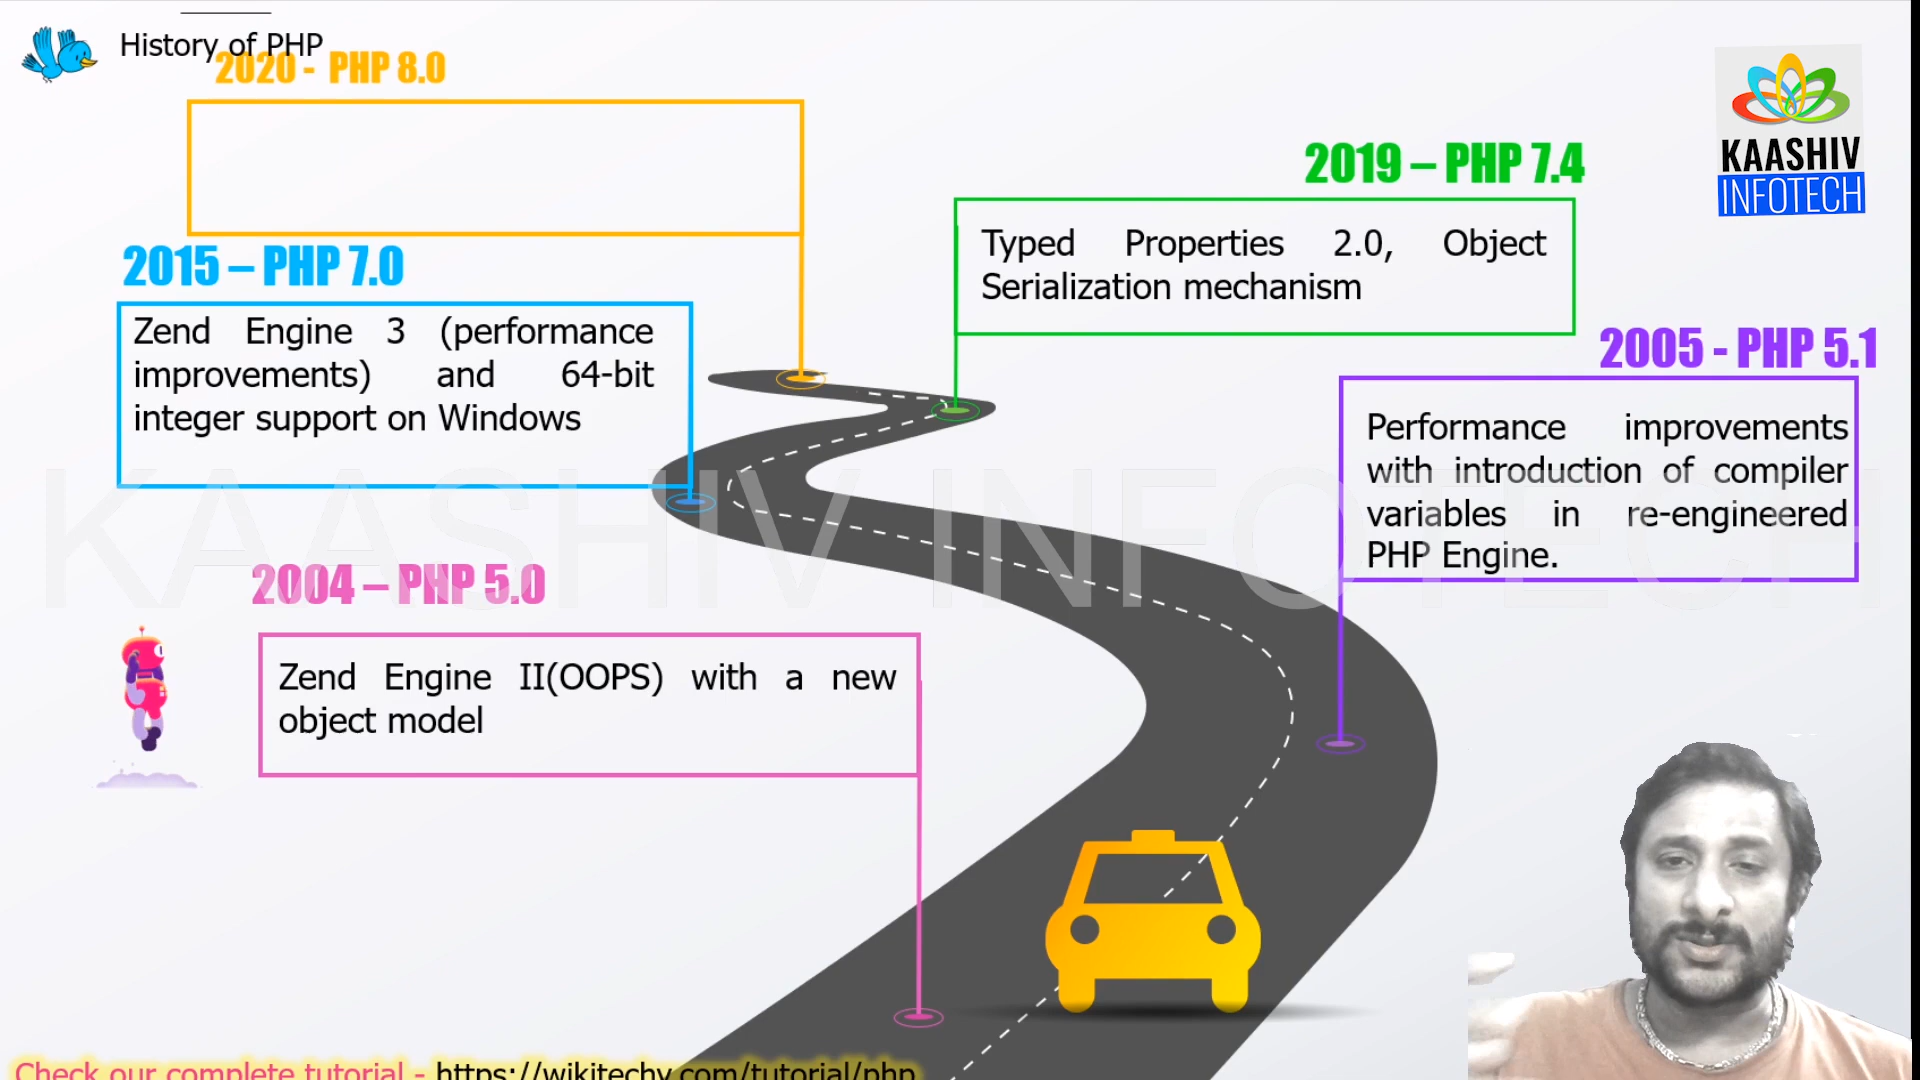 History of PHP
2020 - PHP 8.0
KAASHIV
INFOTECH
2019 – PHP 7.4
Typed Properties 2.0, Object
Serialization mechanism
2015 – PHP 7.0
Zend Engine 3 (performance
improvements) and 64-bit
integer support on Windows
2005 - PHP 5.1
Performance improvements
with introduction of compiler
variables in re-engineered
PHP Engine.
KAASHIV INFOTECH
2004 – PHP 5.0
Zend Engine II(OOPS) with a new
object model
Check our complete tutorial - https://wikitechy.com/tutorial/php